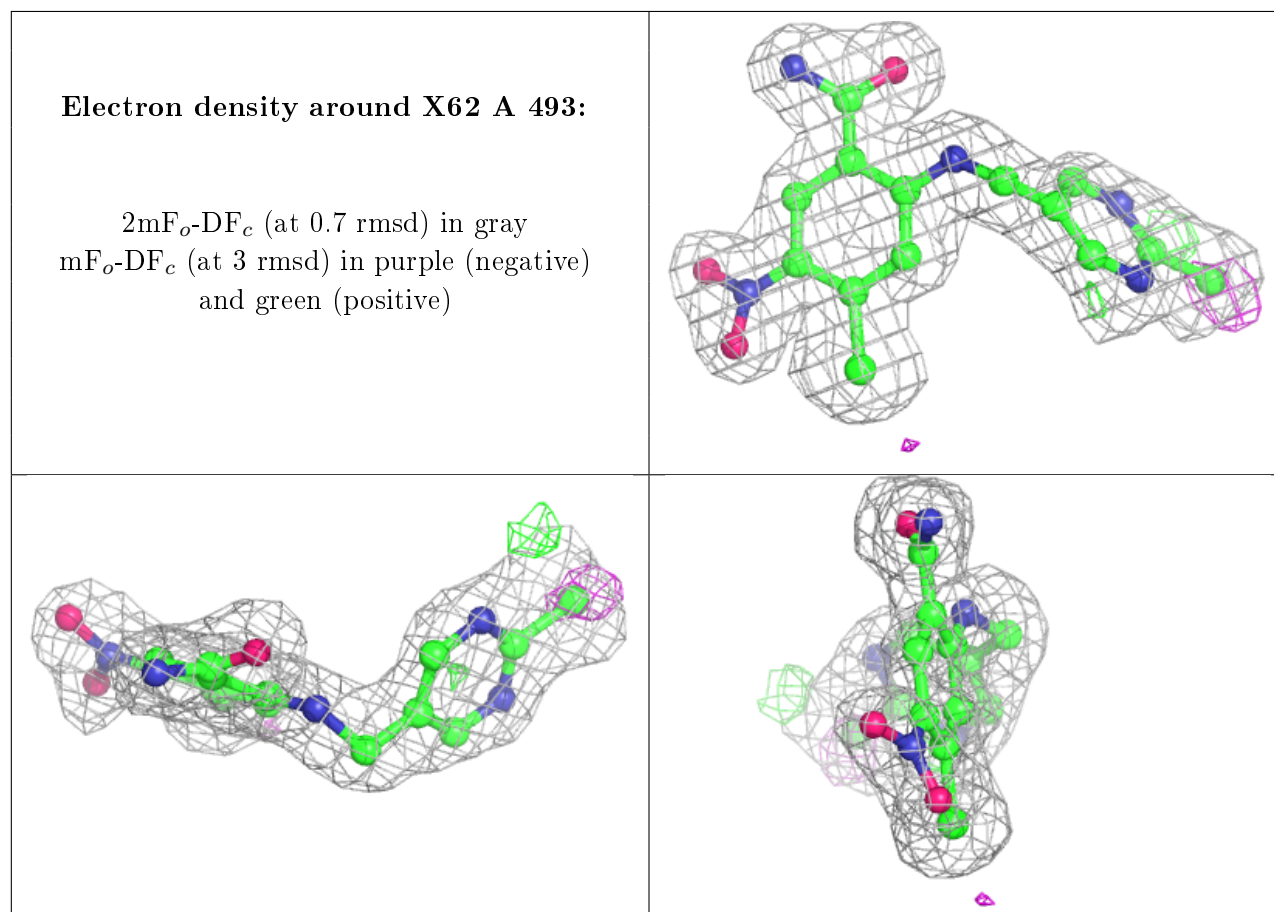 Electron density around X62 A 493:
2mFₒ-DF𝑐 (at 0.7 rmsd) in gray
mFₒ-DF𝑐 (at 3 rmsd) in purple (negative)
and green (positive)